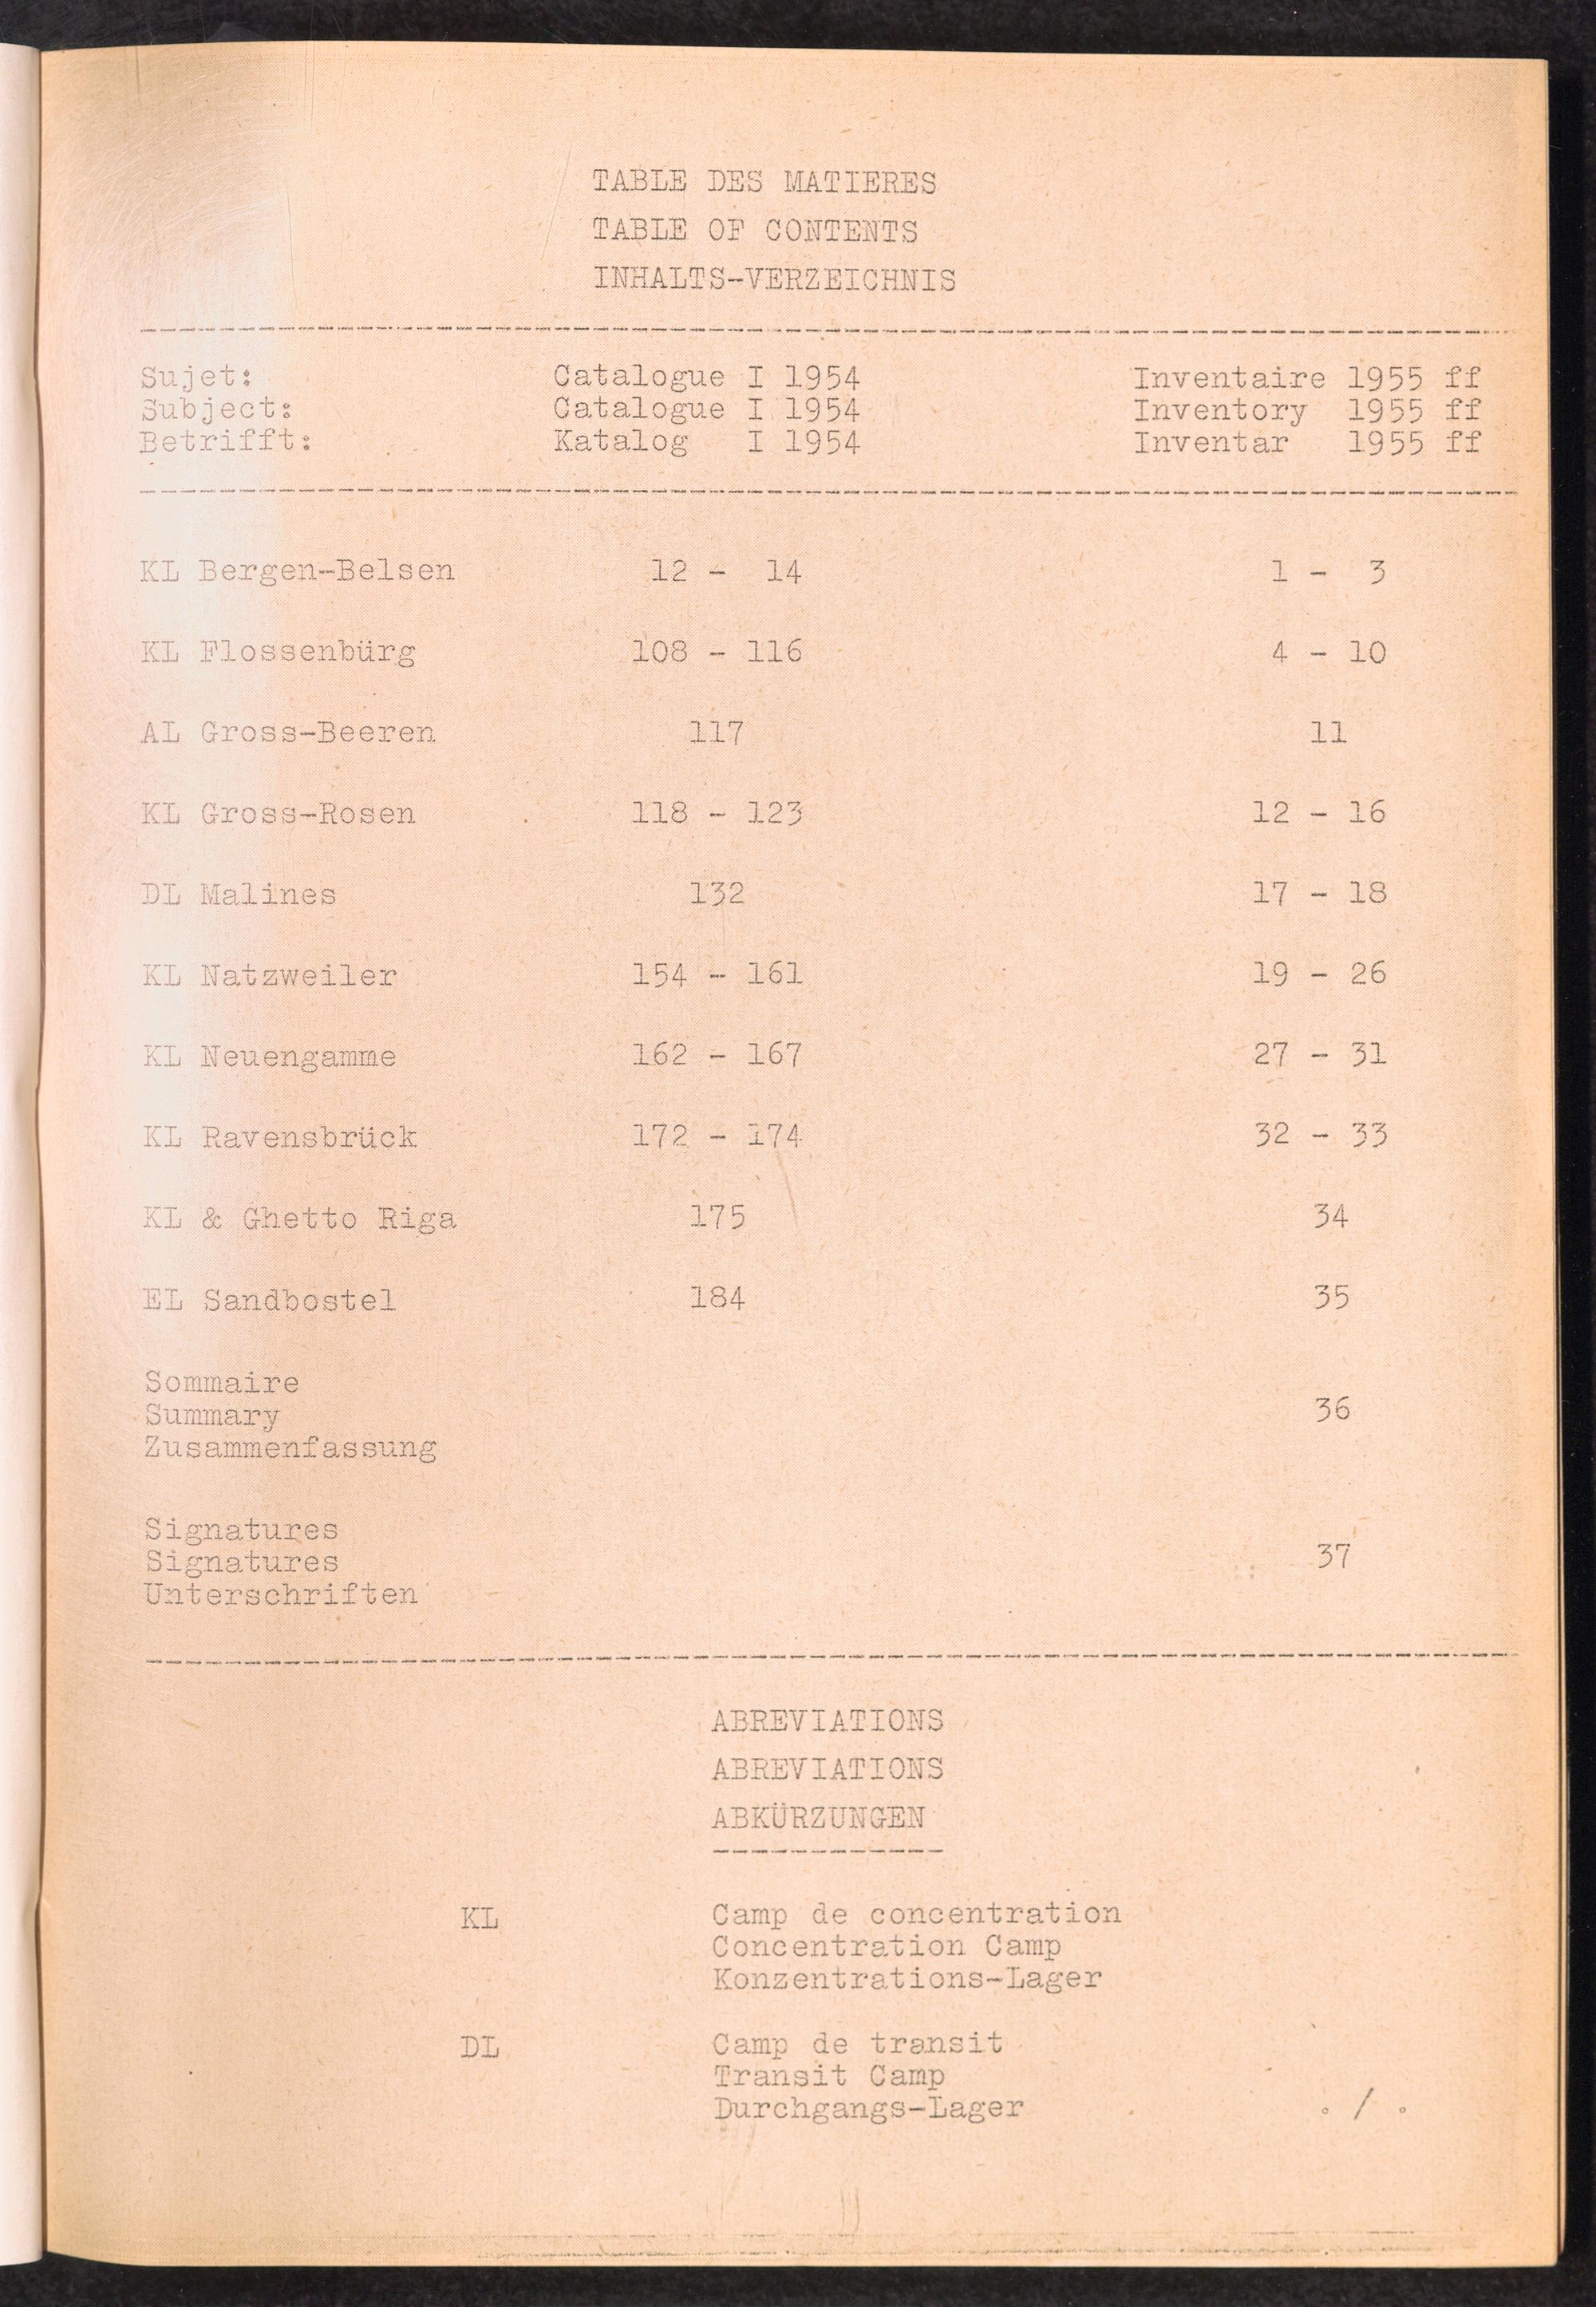 TABLE DES MATIERES
TABLE OF CONTENTS
INHALTS-VERZEICHNIS
Sujet: Catalogue I 1954 Inventaire 1955 ff
Subject: Catalogue I 1954 Inventory 1955 ff
Betrifft: Katalog I 1954 Inventar 1955 ff
KL Bergen-Belsen 12 - 14 1 - 3
KL Flossenbürg 108 - 116 4 - 10
AL Gross-Beeren 117 11
KL Gross-Rosen 118 - 123 12 - 16
DL Malines 132 17 - 18
KL Natzweiler 154 - 161 19 - 26
KL Neuengamme 162 - 167 27 - 31
KL Ravensbrück 172 - 174 32 - 33
KL & Ghetto Riga 175 34
EL Sandbostel 184 35
Sommaire
Summary 36
Zusammenfassung
Signatures
Signatures 37
Unterschriften
ABREVIATIONS
ABREVIATIONS
ABKÜRZUNGEN
KL Camp de concentration
Concentration Camp
Konzentrations-Lager
DL Camp de transit
Transit Camp
Durchgangs-Lager . / .